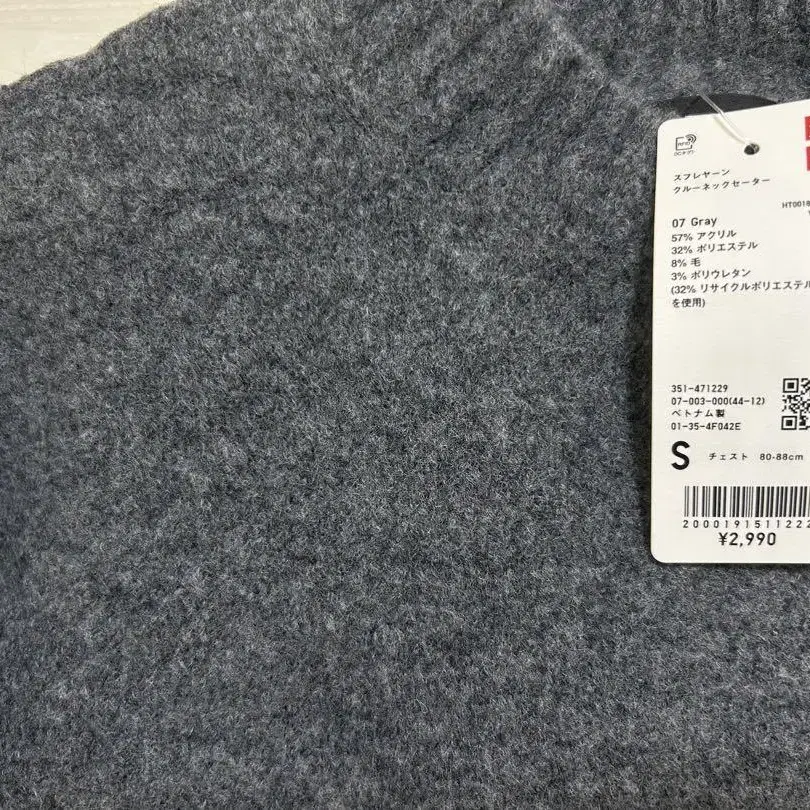 RFID
スフレヤーン
クルーネックセーター
HT0018
07 Gray
57% アクリル
32% ポリエステル
8% 毛
3% ポリウレタン
(32% リサイクルポリエステル
を使用)
351-471229
07-003-000(44-12)
ベトナム製
01-35-4F042E
S チェスト 80-88cm
2000191511222
¥2,990